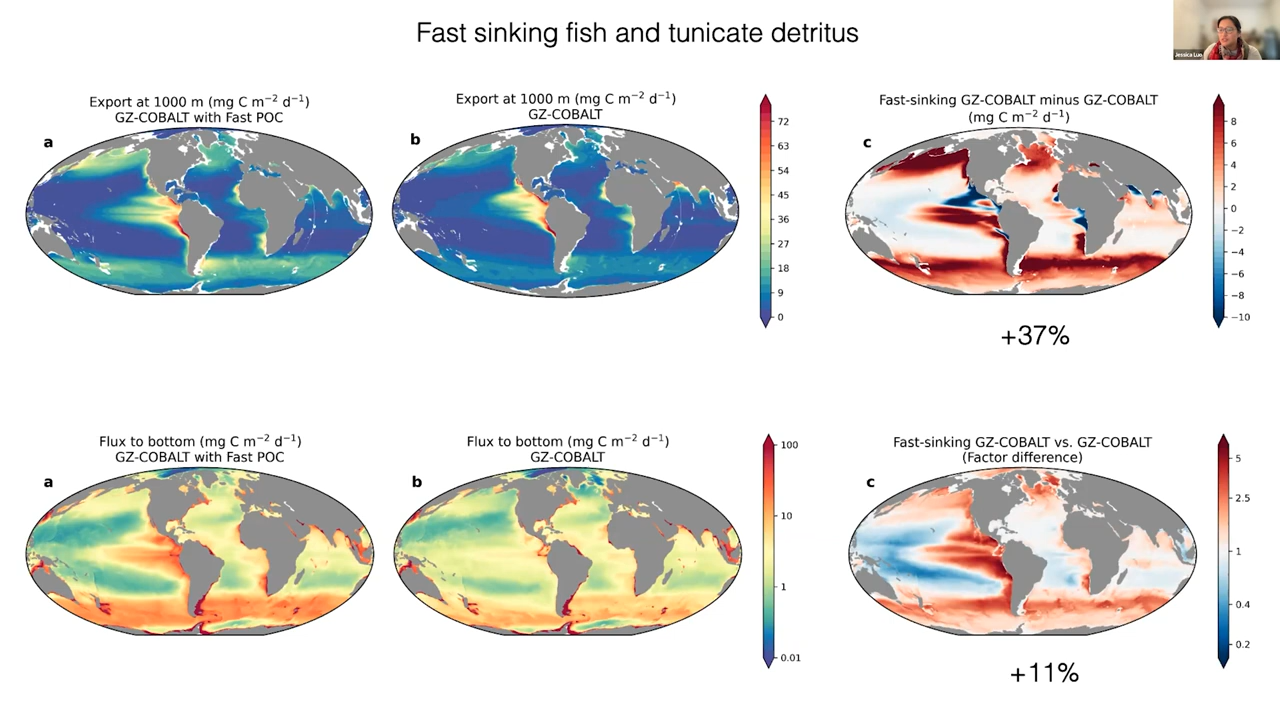 Fast sinking fish and tunicate detritus
Jessica Luo
Export at 1000 m (mg C m⁻² d⁻¹)
GZ-COBALT with Fast POC
a
Export at 1000 m (mg C m⁻² d⁻¹)
GZ-COBALT
b
72
63
54
45
36
27
18
9
0
Fast-sinking GZ-COBALT minus GZ-COBALT
(mg C m⁻² d⁻¹)
c
8
6
4
2
0
−2
−4
−6
−8
−10
+37%
Flux to bottom (mg C m⁻² d⁻¹)
GZ-COBALT with Fast POC
a
Flux to bottom (mg C m⁻² d⁻¹)
GZ-COBALT
b
100
10
1
0.01
Fast-sinking GZ-COBALT vs. GZ-COBALT
(Factor difference)
c
5
2.5
1
0.4
0.2
+11%